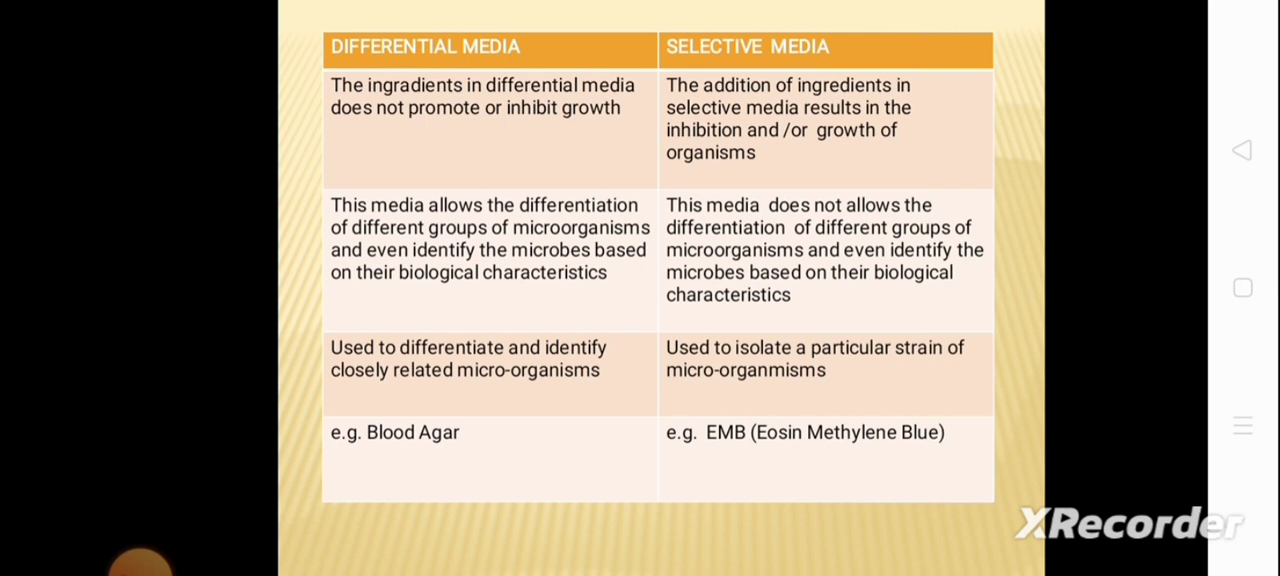 DIFFERENTIAL MEDIA
SELECTIVE MEDIA
The ingradients in differential media
does not promote or inhibit growth
The addition of ingredients in
selective media results in the
inhibition and /or growth of
organisms
This media allows the differentiation
of different groups of microorganisms
and even identify the microbes based
on their biological characteristics
This media does not allows the
differentiation of different groups of
microorganisms and even identify the
microbes based on their biological
characteristics
Used to differentiate and identify
closely related micro-organisms
Used to isolate a particular strain of
micro-organmisms
e.g. Blood Agar
e.g. EMB (Eosin Methylene Blue)
XRecorder